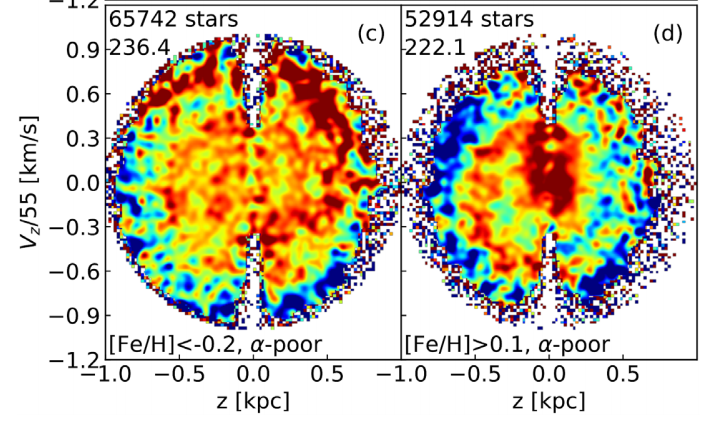 −1.2
65742 stars
236.4
(c)
52914 stars
222.1
(d)
0.9
0.6
0.3
0.0
−0.3
−0.6
−0.9
−1.2
V_z/55 [km/s]
[Fe/H]<-0.2, α-poor
[Fe/H]>0.1, α-poor
−1.0 −0.5 0.0 0.5 −1.0 −0.5 0.0 0.5
z [kpc] z [kpc]